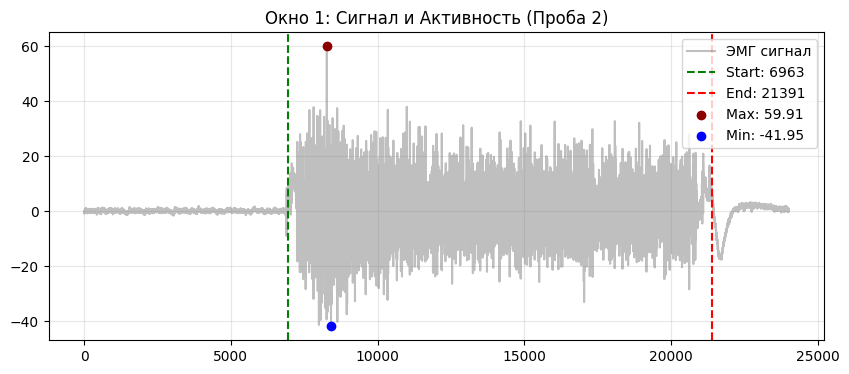 Окно 1: Сигнал и Активность (Проба 2)
60
40
20
0
−20
−40
0
5000
10000
15000
20000
25000
ЭМГ сигнал
Start: 6963
End: 21391
Max: 59.91
Min: -41.95